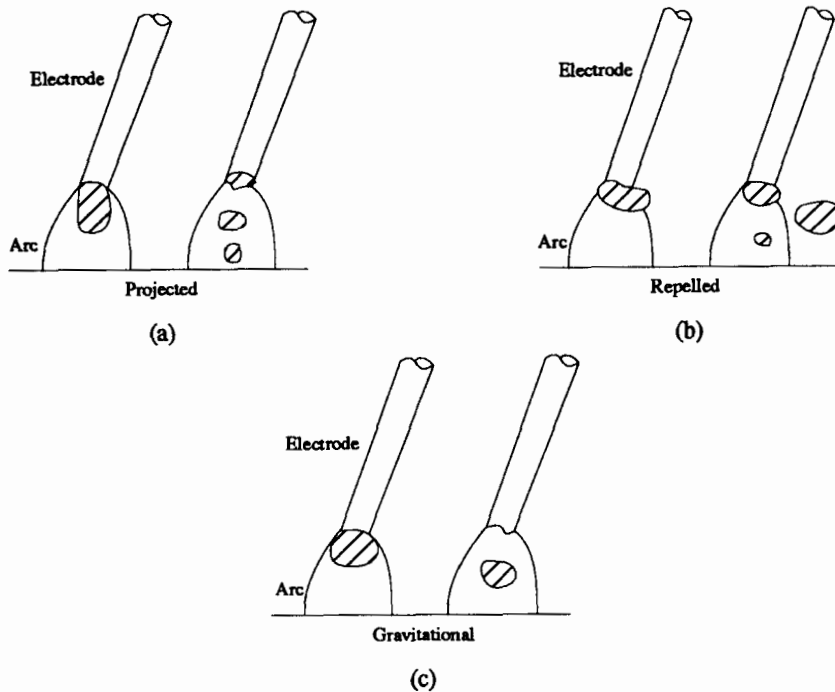 Electrode
Arc
Projected
(a)
Electrode
Arc
Repelled
(b)
Electrode
Arc
Gravitational
(c)